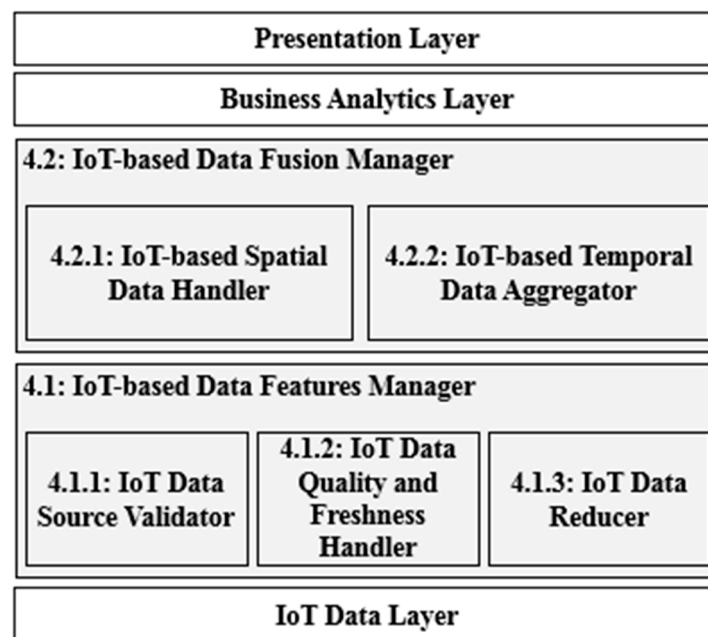 Presentation Layer
Business Analytics Layer
4.2: IoT-based Data Fusion Manager
4.2.1: IoT-based Spatial
Data Handler
4.2.2: IoT-based Temporal
Data Aggregator
4.1: IoT-based Data Features Manager
4.1.1: IoT Data
Source Validator
4.1.2: IoT Data
Quality and
Freshness
Handler
4.1.3: IoT Data
Reducer
IoT Data Layer